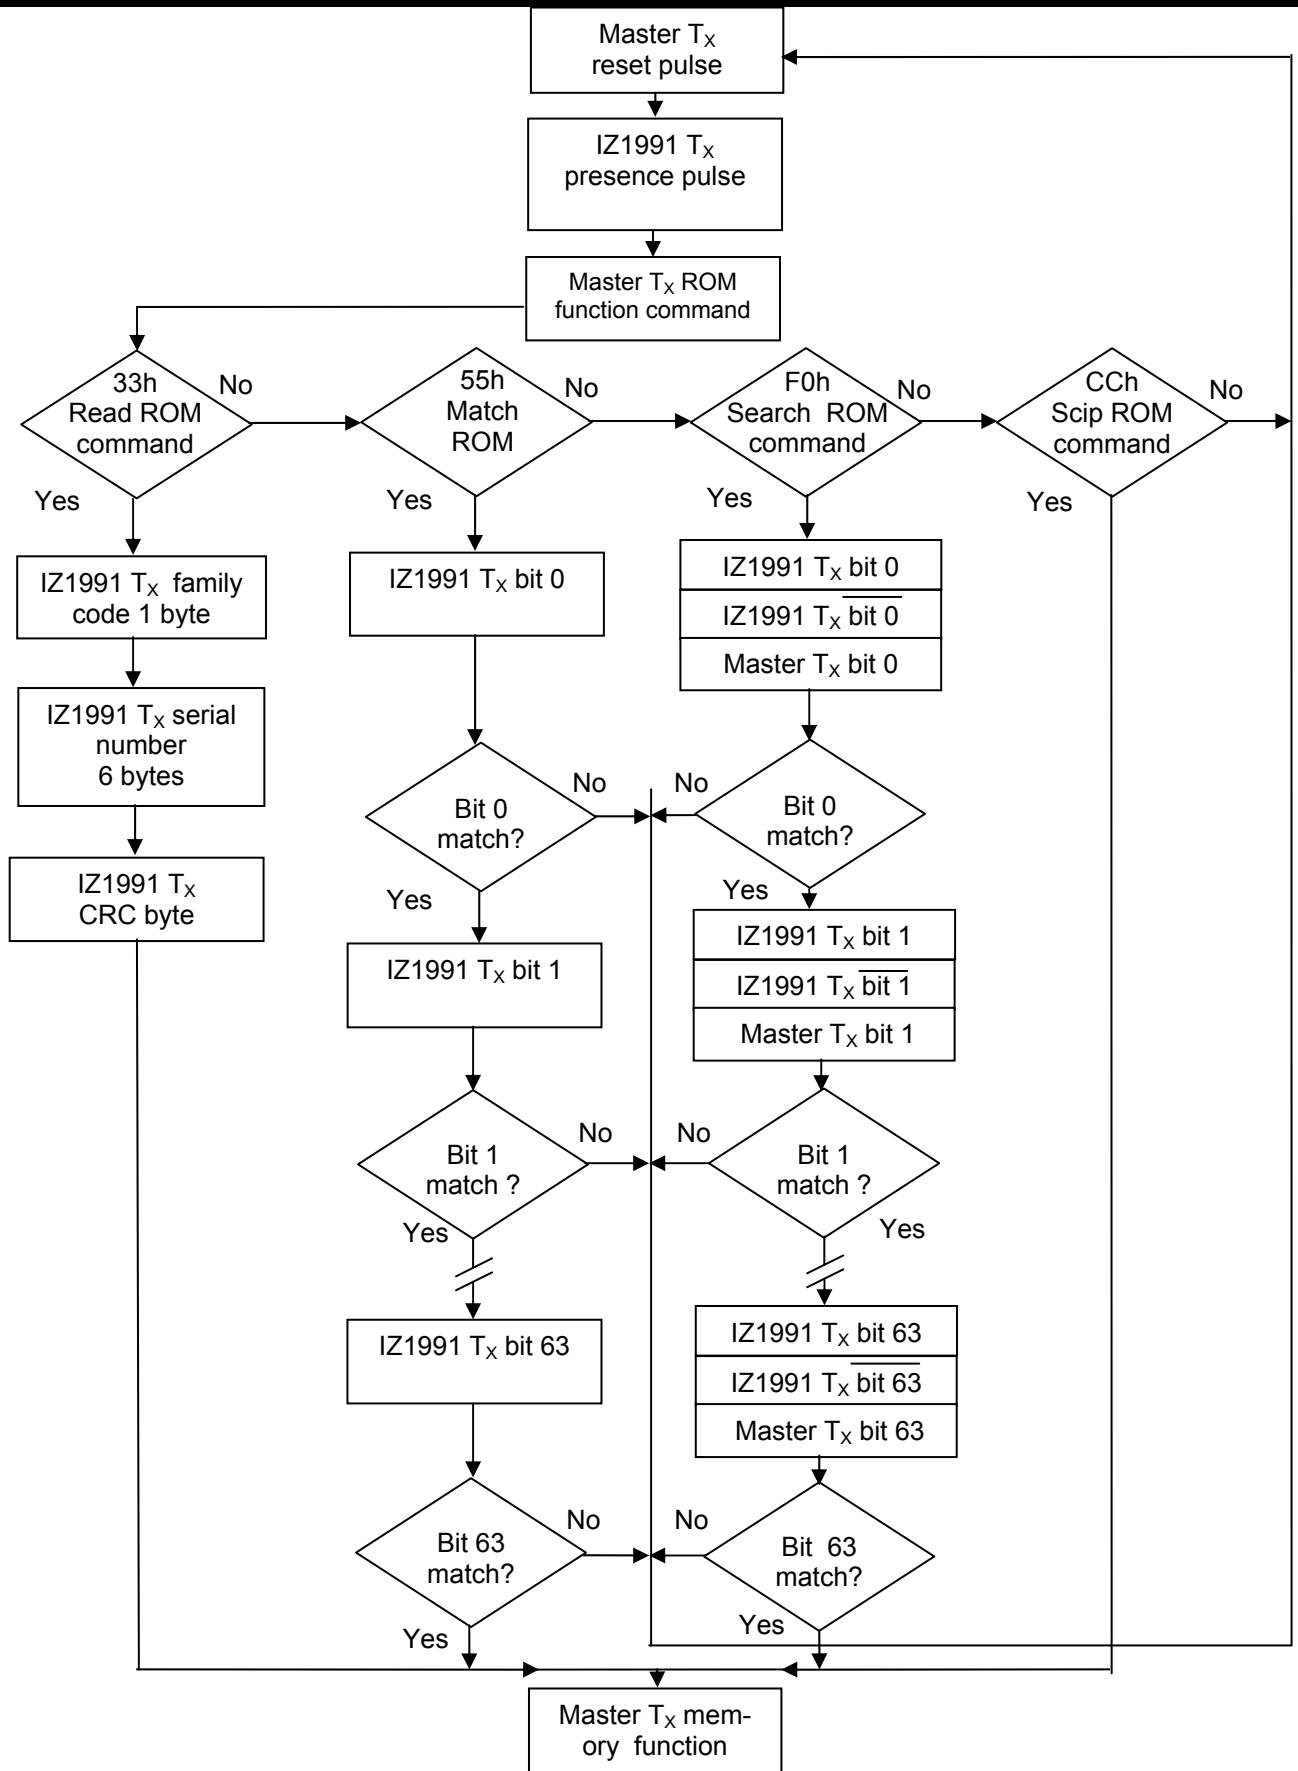 Master TX
reset pulse
IZ1991 TX
presence pulse
Master TX ROM
function command
33h
Read ROM
command
No
55h
Match
ROM
No
F0h
Search ROM
command
No
CCh
Scip ROM
command
No
Yes
Yes
Yes
Yes
IZ1991 TX family
code 1 byte
IZ1991 TX serial
number
6 bytes
IZ1991 TX
CRC byte
IZ1991 TX bit 0
Bit 0
match?
No
Yes
IZ1991 TX bit 1
Bit 1
match ?
No
Yes
IZ1991 TX bit 63
Bit 63
match?
No
Yes
IZ1991 TX bit 0
IZ1991 TX bit 0
Master TX bit 0
No
Bit 0
match?
Yes
IZ1991 TX bit 1
IZ1991 TX bit 1
Master TX bit 1
No
Bit 1
match ?
Yes
IZ1991 TX bit 63
IZ1991 TX bit 63
Master TX bit 63
No
Bit 63
match?
Yes
Master TX mem-
ory function